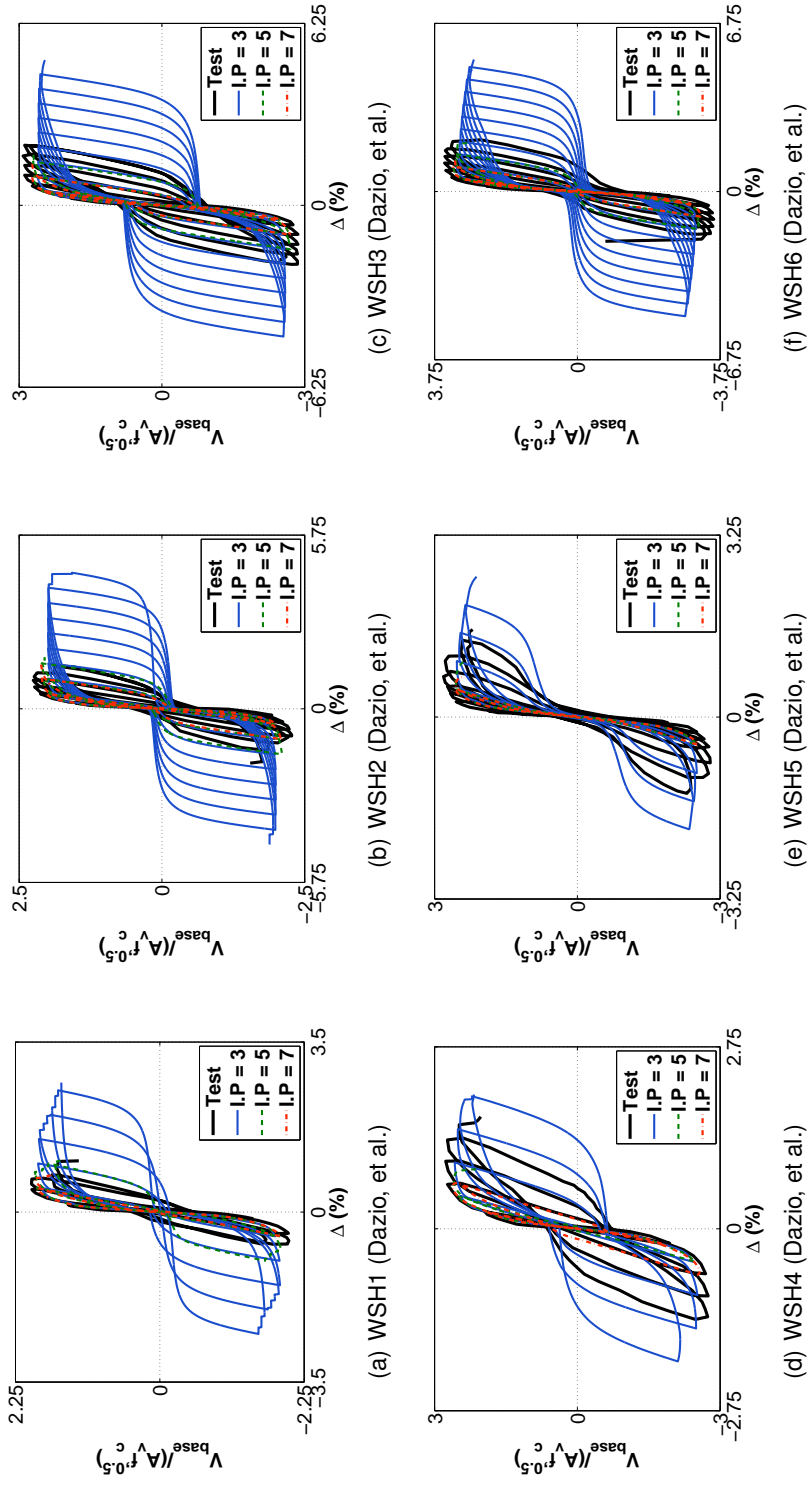 2.25
0
−2.25
−3.5
0
3.5
Δ (%)
V_base/(A_v f'_c^0.5)
Test
I.P = 3
I.P = 5
I.P = 7
(a) WSH1 (Dazio, et al.)
2.5
0
−2.5
−5.75
0
5.75
Δ (%)
V_base/(A_v f'_c^0.5)
Test
I.P = 3
I.P = 5
I.P = 7
(b) WSH2 (Dazio, et al.)
3
0
−3
−6.25
0
6.25
Δ (%)
V_base/(A_v f'_c^0.5)
Test
I.P = 3
I.P = 5
I.P = 7
(c) WSH3 (Dazio, et al.)
3
0
−3
−2.75
0
2.75
Δ (%)
V_base/(A_v f'_c^0.5)
Test
I.P = 3
I.P = 5
I.P = 7
(d) WSH4 (Dazio, et al.)
3
0
−3
−3.25
0
3.25
Δ (%)
V_base/(A_v f'_c^0.5)
Test
I.P = 3
I.P = 5
I.P = 7
(e) WSH5 (Dazio, et al.)
3.75
0
−3.75
−6.75
0
6.75
Δ (%)
V_base/(A_v f'_c^0.5)
Test
I.P = 3
I.P = 5
I.P = 7
(f) WSH6 (Dazio, et al.)